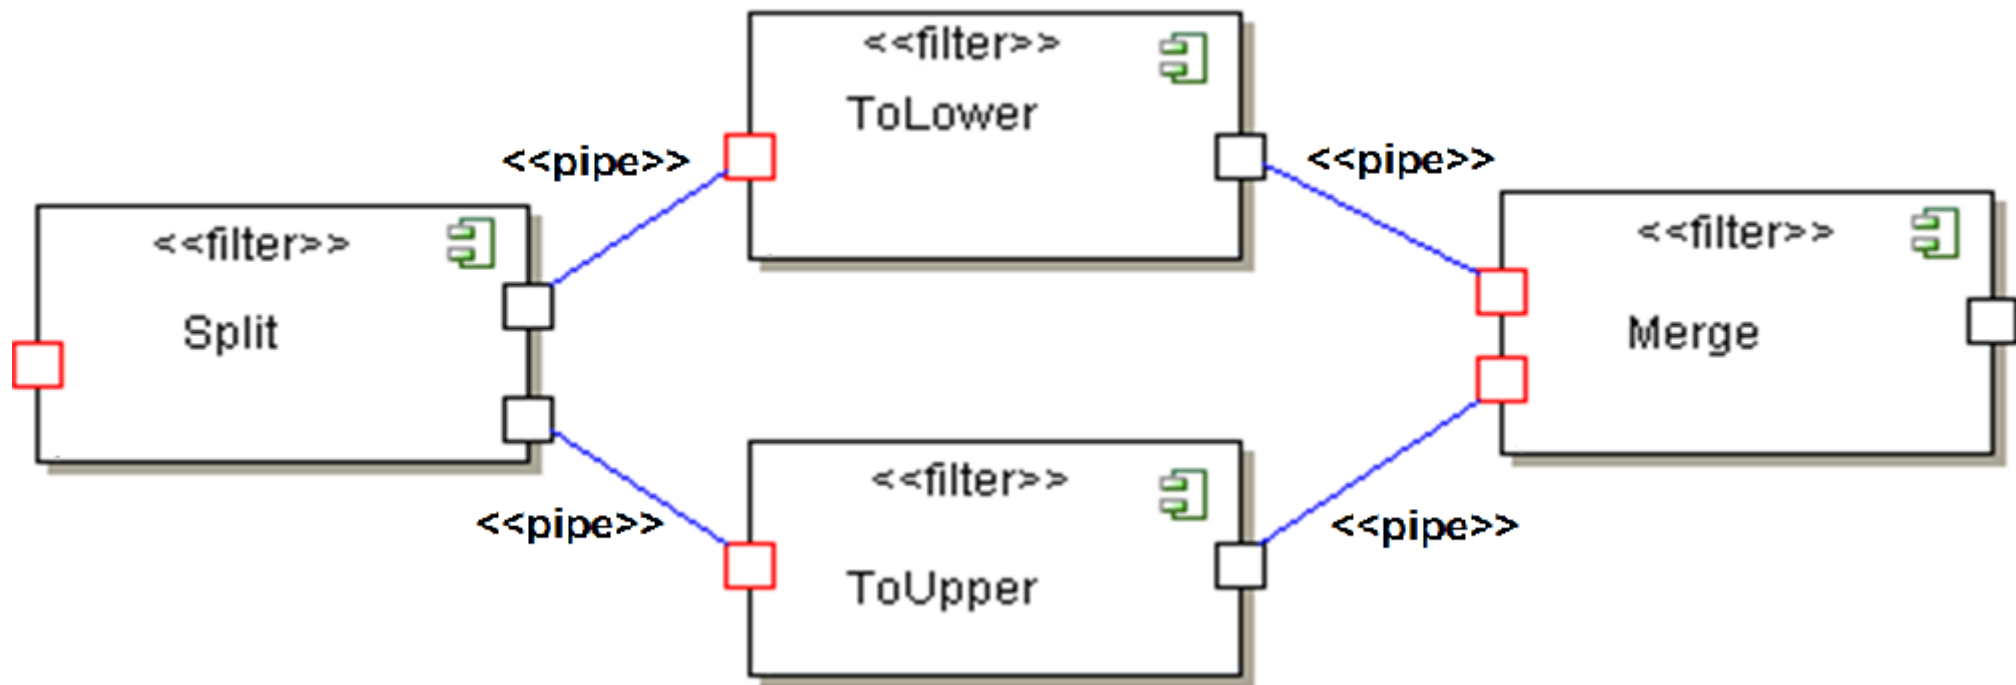 <<filter>>
ToLower
<<pipe>>
<<pipe>>
<<filter>>
Split
<<filter>>
Merge
<<filter>>
ToUpper
<<pipe>>
<<pipe>>